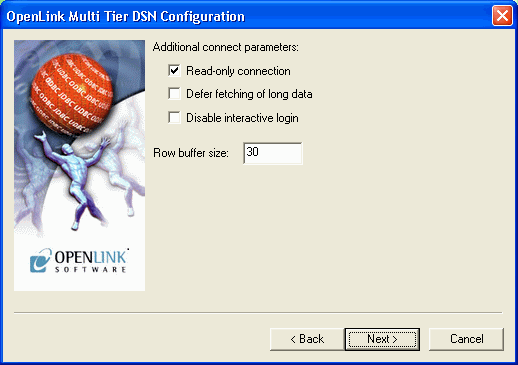 OpenLink Multi Tier DSN Configuration
Additional connect parameters:
Read-only connection
Defer fetching of long data
Disable interactive login
Row buffer size: 30
OPENLINK
SOFTWARE
< Back Next > Cancel